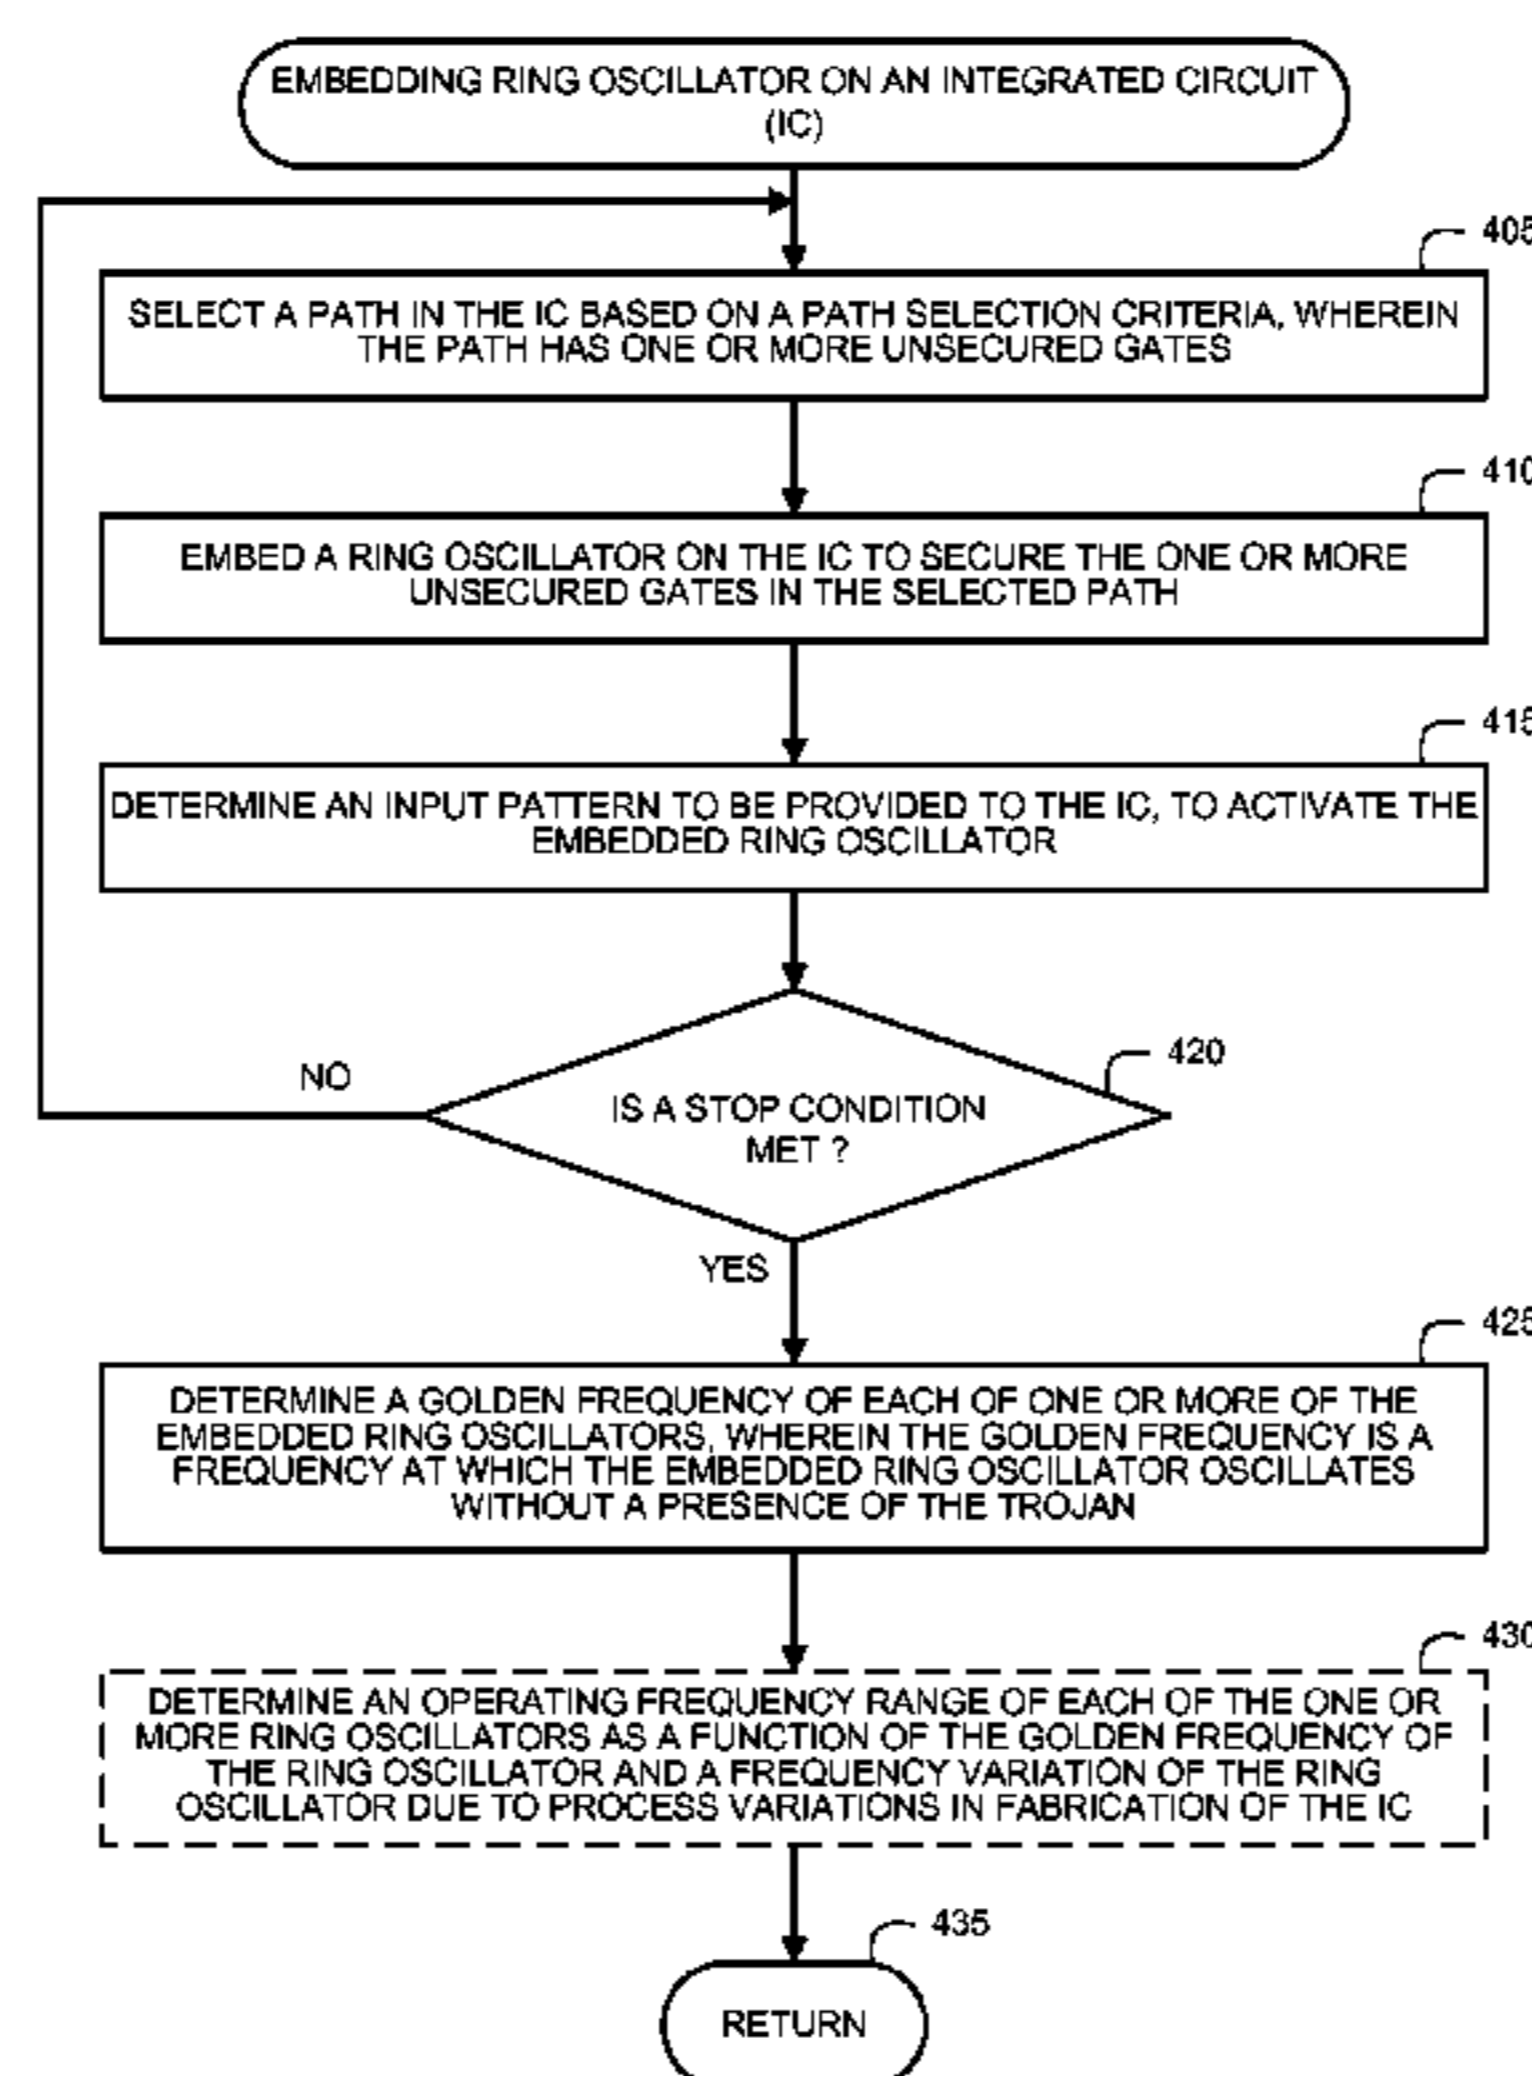 EMBEDDING RING OSCILLATOR ON AN INTEGRATED CIRCUIT
(IC)
405
SELECT A PATH IN THE IC BASED ON A PATH SELECTION CRITERIA, WHEREIN
THE PATH HAS ONE OR MORE UNSECURED GATES
410
EMBED A RING OSCILLATOR ON THE IC TO SECURE THE ONE OR MORE
UNSECURED GATES IN THE SELECTED PATH
415
DETERMINE AN INPUT PATTERN TO BE PROVIDED TO THE IC, TO ACTIVATE THE
EMBEDDED RING OSCILLATOR
420
NO
IS A STOP CONDITION
MET ?
YES
425
DETERMINE A GOLDEN FREQUENCY OF EACH OF ONE OR MORE OF THE
EMBEDDED RING OSCILLATORS, WHEREIN THE GOLDEN FREQUENCY IS A
FREQUENCY AT WHICH THE EMBEDDED RING OSCILLATOR OSCILLATES
WITHOUT A PRESENCE OF THE TROJAN
430
DETERMINE AN OPERATING FREQUENCY RANGE OF EACH OF THE ONE OR
MORE RING OSCILLATORS AS A FUNCTION OF THE GOLDEN FREQUENCY OF
THE RING OSCILLATOR AND A FREQUENCY VARIATION OF THE RING
OSCILLATOR DUE TO PROCESS VARIATIONS IN FABRICATION OF THE IC
435
RETURN